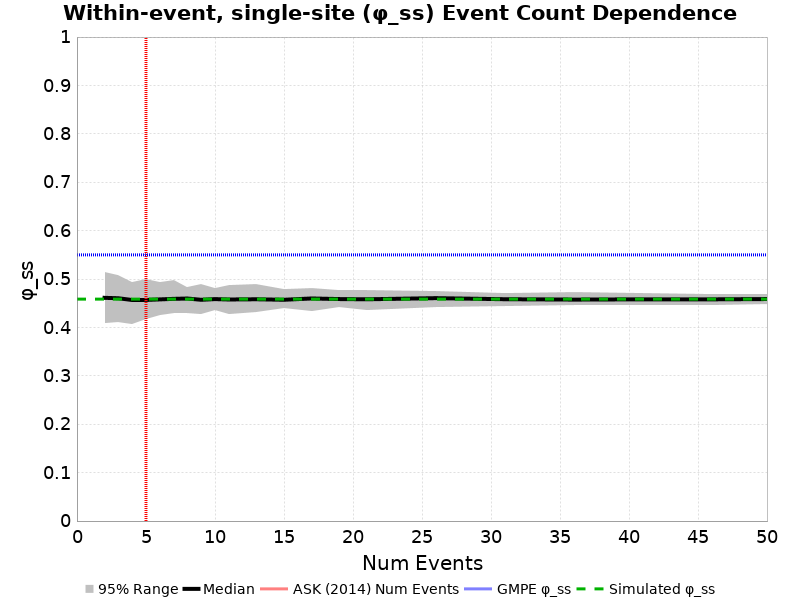 Within-event, single-site (φ_ss) Event Count Dependence
1
0.9
0.8
0.7
0.6
0.5
0.4
0.3
0.2
0.1
0
φ_ss
0 5 10 15 20 25 30 35 40 45 50
Num Events
95% Range Median ASK (2014) Num Events GMPE φ_ss Simulated φ_ss